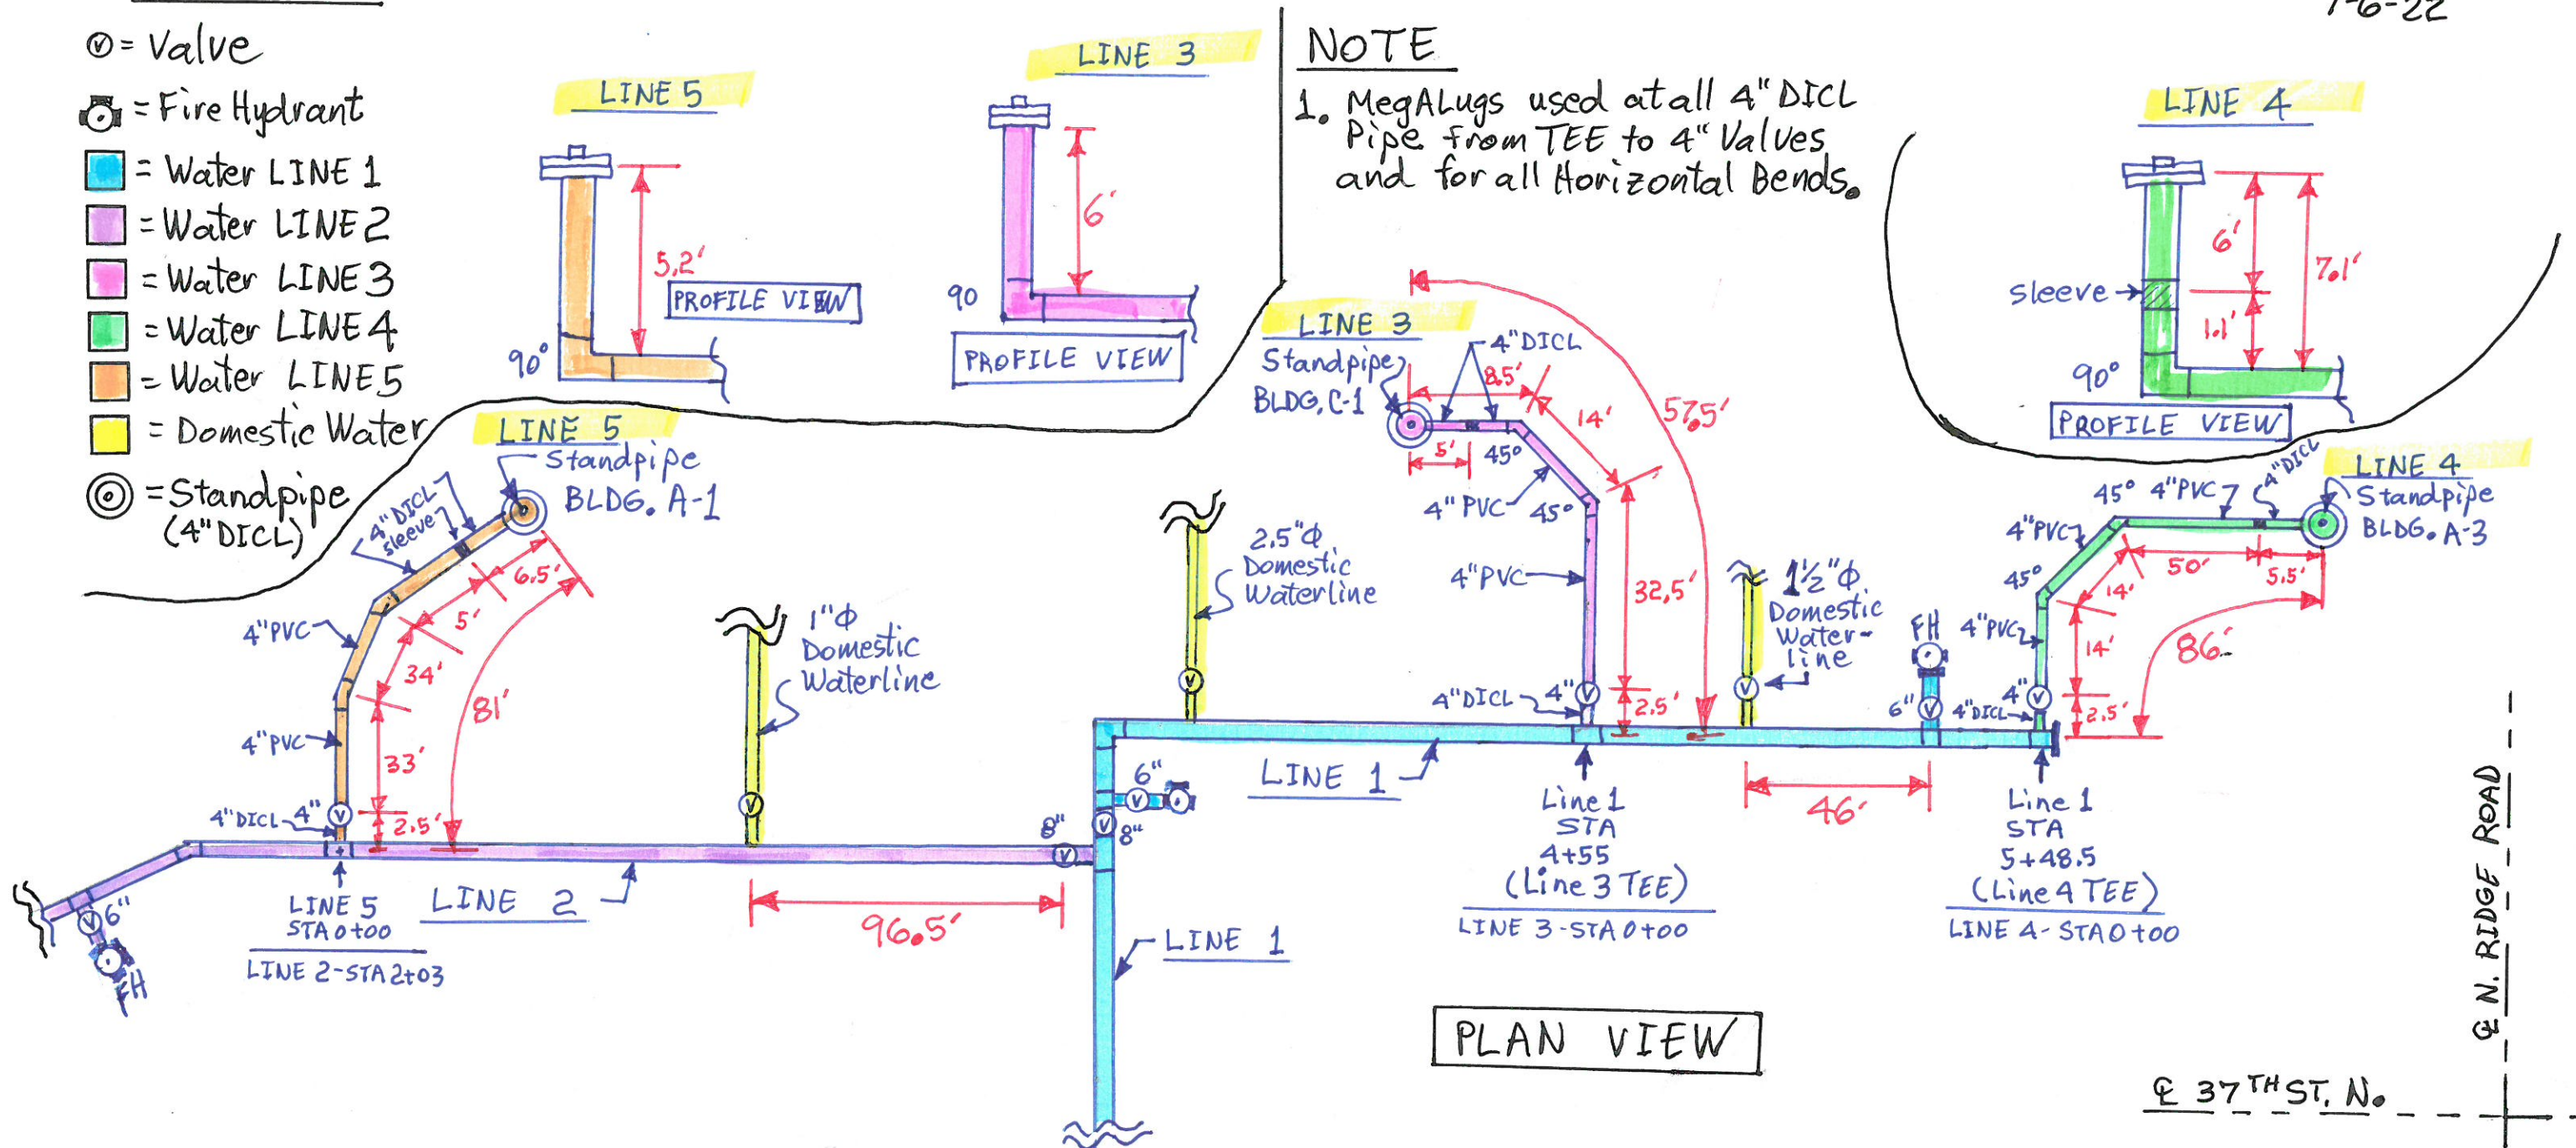 7-6-22
Ⓥ = Valve
= Fire Hydrant
= Water LINE 1
= Water LINE 2
= Water LINE 3
= Water LINE 4
= Water LINE 5
= Domestic Water
= Standpipe
(4" DICL)
LINE 5
5.2'
90°
PROFILE VIEW
LINE 3
6'
90
PROFILE VIEW
NOTE
1. MegALugs used at all 4" DICL
Pipe from TEE to 4" Valves
and for all Horizontal Bends.
LINE 4
6'
7.1'
sleeve
1.1'
90°
PROFILE VIEW
LINE 5
Standpipe
BLDG. A-1
4" DICL
sleeve
6.5'
5'
4" PVC
34'
81'
4" PVC
33'
4" DICL
4"
V
2.5'
1"Φ
Domestic
Waterline
V
2.5"Φ
Domestic
Waterline
V
LINE 3
Standpipe
BLDG. C-1
4" DICL
8.5'
14'
57.5'
5'
45°
4" PVC
45°
4" PVC
32.5'
4" DICL
4"
V
2.5'
1½"Φ
Domestic
Water-
line
V
FH
6"
V
LINE 4
Standpipe
BLDG. A-3
4" DICL
45°
4" PVC
4" PVC
50'
5.5'
45°
14'
4" PVC
14'
86'
4"
V
4" DICL
2.5'
LINE 1
6"
V
8"
V
8"
V
46'
6"
V
FH
LINE 5
STA 0+00
LINE 2-STA 2+03
LINE 2
96.5'
LINE 1
Line 1
STA
4+55
(Line 3 TEE)
LINE 3-STA 0+00
Line 1
STA
5+48.5
(Line 4 TEE)
LINE 4-STA 0+00
PLAN VIEW
℄ N. RIDGE ROAD
℄ 37TH ST. N.